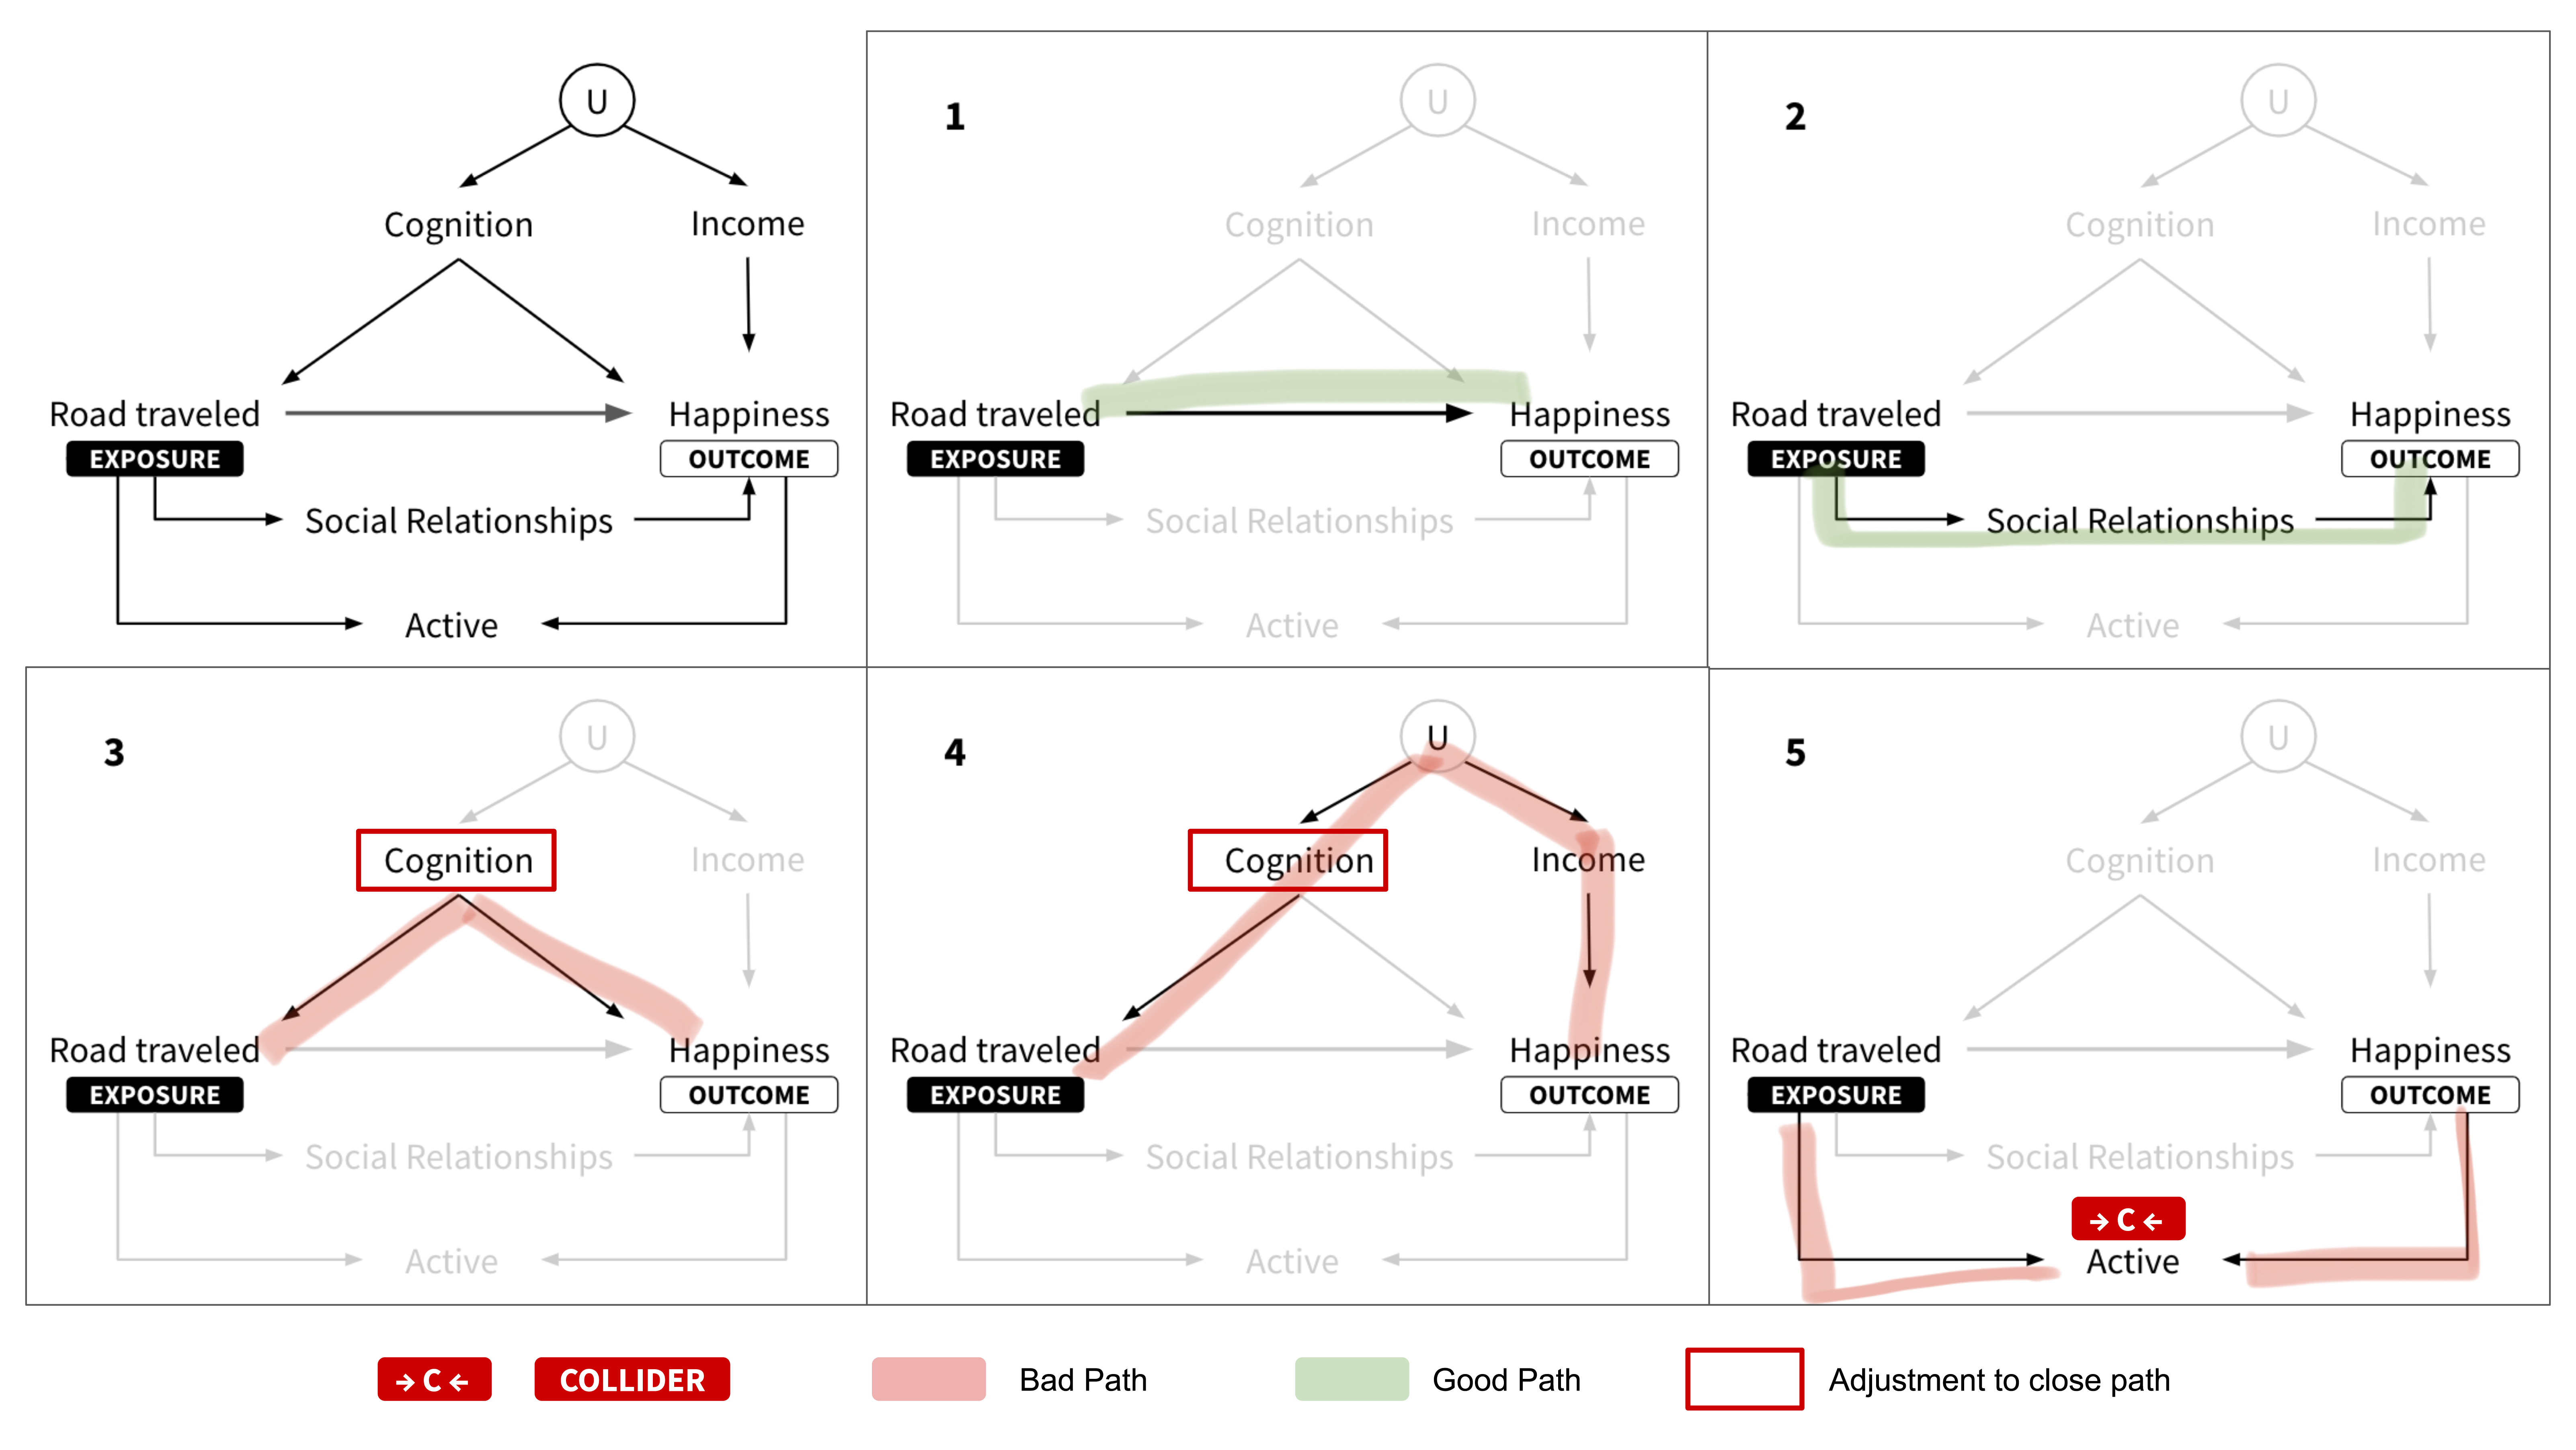 U
Cognition Income
Road traveled Happiness
EXPOSURE OUTCOME
Social Relationships
Active
1
U
Cognition Income
Road traveled Happiness
EXPOSURE OUTCOME
Social Relationships
Active
2
U
Cognition Income
Road traveled Happiness
EXPOSURE OUTCOME
Social Relationships
Active
3
U
Cognition Income
Road traveled Happiness
EXPOSURE OUTCOME
Social Relationships
Active
4
U
Cognition Income
Road traveled Happiness
EXPOSURE OUTCOME
Social Relationships
Active
5
U
Cognition Income
Road traveled Happiness
EXPOSURE OUTCOME
Social Relationships
→ C ←
Active
→ C ← COLLIDER Bad Path Good Path Adjustment to close path